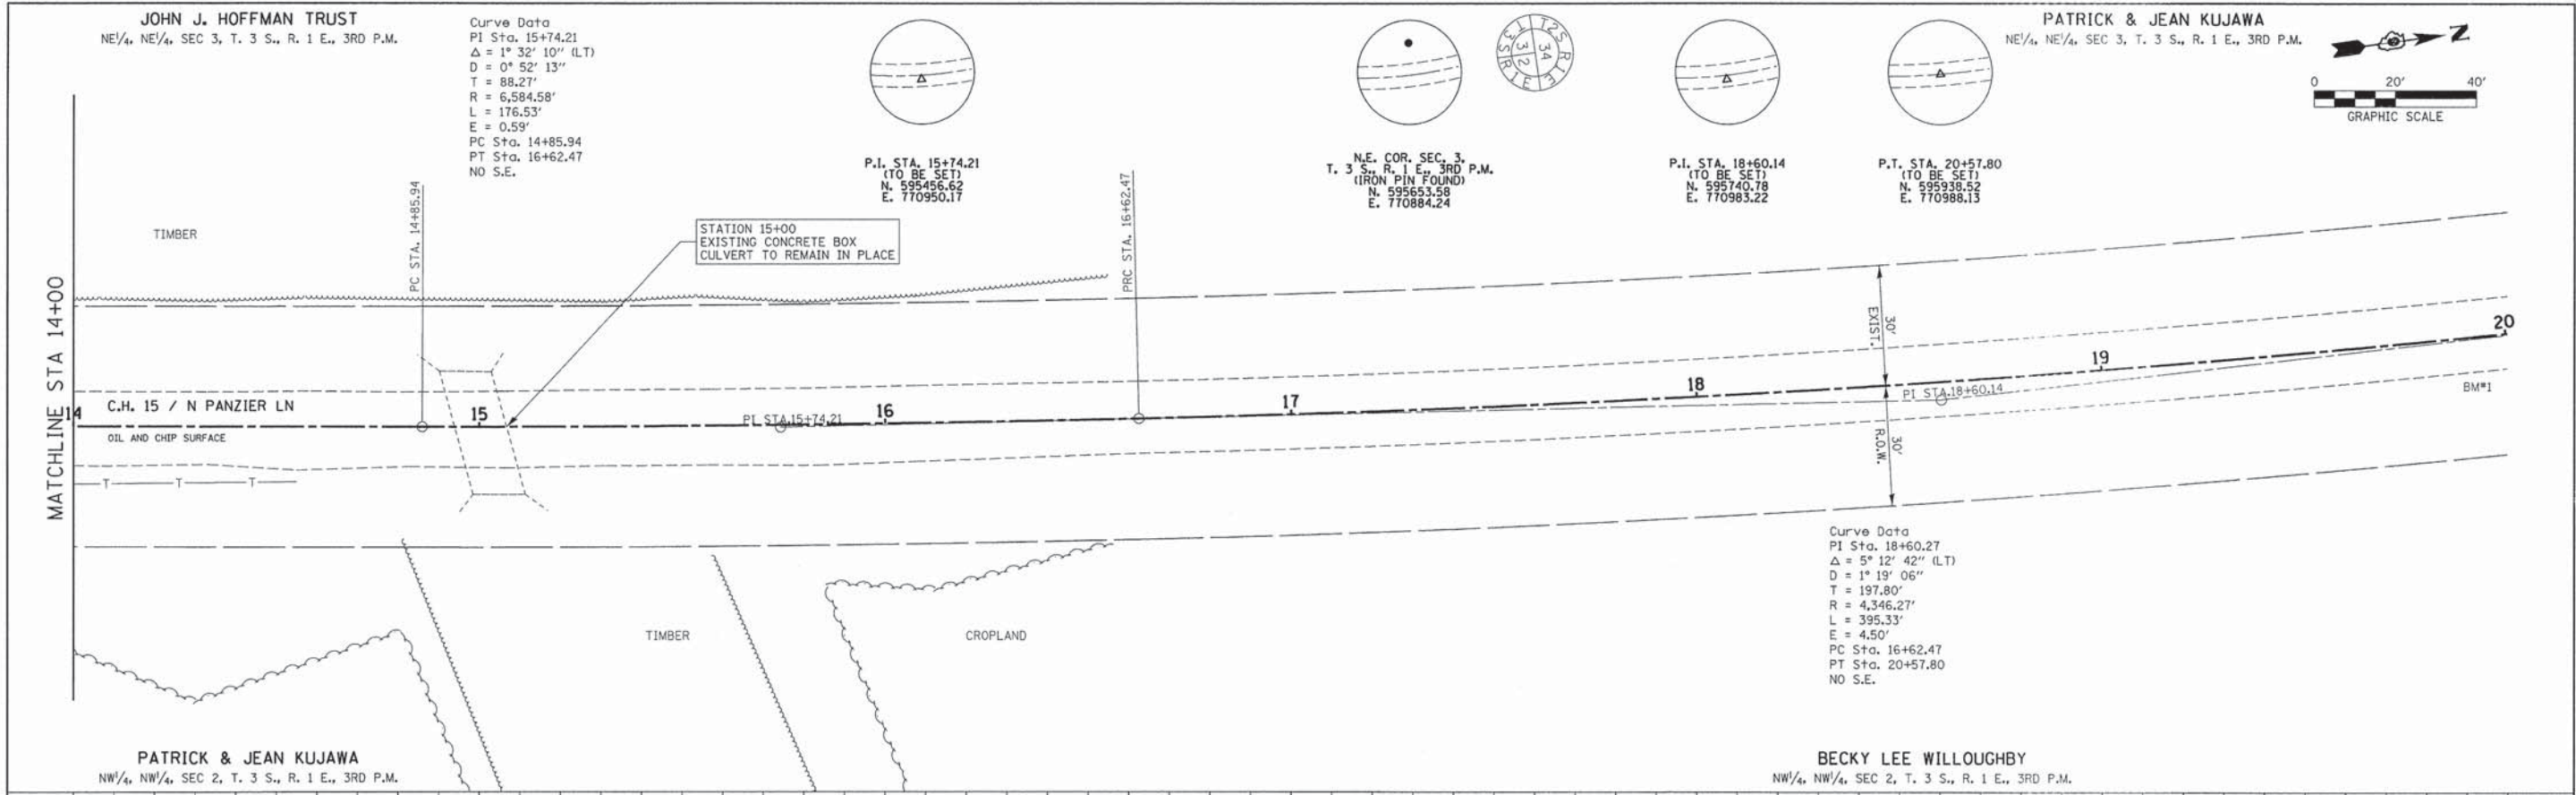 JOHN J. HOFFMAN TRUST
NE¼, NE¼, SEC 3, T. 3 S., R. 1 E., 3RD P.M.
Curve Data
PI Sta. 15+74.21
Δ = 1° 32' 10" (LT)
D = 0° 52' 13"
T = 88.27'
R = 6,584.58'
L = 176.53'
E = 0.59'
PC Sta. 14+85.94
PT Sta. 16+62.47
NO S.E.
P.I. STA. 15+74.21
(TO BE SET)
N. 595456.62
E. 770950.17
N.E. COR. SEC. 3,
T. 3 S., R. 1 E., 3RD P.M.
(IRON PIN FOUND)
N. 595653.58
E. 770884.24
T2S R1E
34
3 2
T3S R1E
P.I. STA. 18+60.14
(TO BE SET)
N. 595740.78
E. 770983.22
P.T. STA. 20+57.80
(TO BE SET)
N. 595938.52
E. 770988.13
PATRICK & JEAN KUJAWA
NE¼, NE¼, SEC 3, T. 3 S., R. 1 E., 3RD P.M.
Z
0 20' 40'
GRAPHIC SCALE
TIMBER
PC STA. 14+85.94
STATION 15+00
EXISTING CONCRETE BOX
CULVERT TO REMAIN IN PLACE
PRC STA. 16+62.47
MATCHLINE STA 14+00
14
C.H. 15 / N PANZIER LN
OIL AND CHIP SURFACE
15
PI STA.15+74.21
16
17
18
PI STA.18+60.14
19
20
30'
EXIST.
30'
R.O.W.
BM#1
T T T
TIMBER
CROPLAND
Curve Data
PI Sta. 18+60.27
Δ = 5° 12' 42" (LT)
D = 1° 19' 06"
T = 197.80'
R = 4,346.27'
L = 395.33'
E = 4.50'
PC Sta. 16+62.47
PT Sta. 20+57.80
NO S.E.
PATRICK & JEAN KUJAWA
NW¼, NW¼, SEC 2, T. 3 S., R. 1 E., 3RD P.M.
BECKY LEE WILLOUGHBY
NW¼, NW¼, SEC 2, T. 3 S., R. 1 E., 3RD P.M.